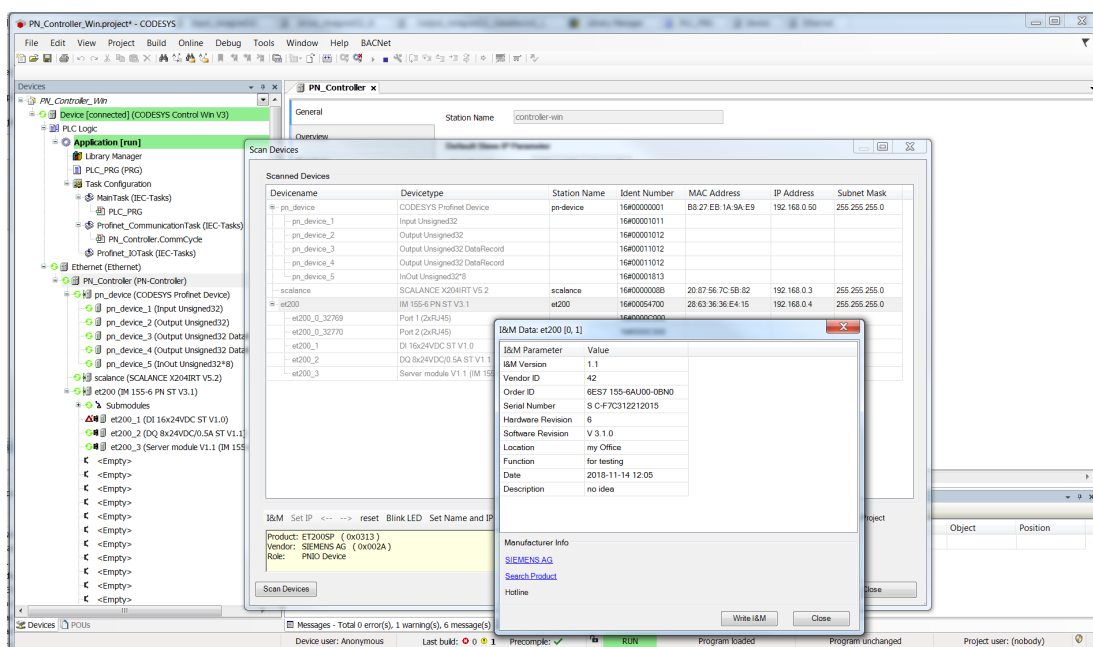 PN_Controller_Win.project* - CODESYS
File Edit View Project Build Online Debug Tools Window Help BACNet
Devices
PN_Controller_Win
Device [connected] (CODESYS Control Win V3)
PLC Logic
Application [run]
Library Manager
PLC_PRG (PRG)
Task Configuration
MainTask (IEC-Tasks)
PLC_PRG
Profinet_CommunicationTask (IEC-Tasks)
PN_Controller.CommCycle
Profinet_IOTask (IEC-Tasks)
Ethernet (Ethernet)
PN_Controller (PN-Controller)
pn_device (CODESYS Profinet Device)
pn_device_1 (Input Unsigned32)
pn_device_2 (Output Unsigned32)
pn_device_3 (Output Unsigned32 Data
pn_device_4 (Output Unsigned32 Data
pn_device_5 (InOut Unsigned32*8)
scalance (SCALANCE X204IRT V5.2)
et200 (IM 155-6 PN ST V3.1)
Submodules
et200_1 (DI 16x24VDC ST V1.0)
et200_2 (DQ 8x24VDC/0.5A ST V1.1)
et200_3 (Server module V1.1 (IM 155
<Empty>
<Empty>
<Empty>
<Empty>
<Empty>
<Empty>
<Empty>
<Empty>
<Empty>
<Empty>
<Empty>
Devices POUs
PN_Controller
General
Overview
Station Name controller-win
Default Slave IP Parameter
Scan Devices
Scanned Devices
Devicename Devicetype Station Name Ident Number MAC Address IP Address Subnet Mask
pn_device CODESYS Profinet Device pn-device 16#00000001 B8:27:EB:1A:9A:E9 192.168.0.50 255.255.255.0
pn_device_1 Input Unsigned32 16#00001011
pn_device_2 Output Unsigned32 16#00001012
pn_device_3 Output Unsigned32 DataRecord 16#00011012
pn_device_4 Output Unsigned32 DataRecord 16#00011012
pn_device_5 InOut Unsigned32*8 16#00001813
scalance SCALANCE X204IRT V5.2 scalance 16#0000008B 20:87:56:7C:5B:82 192.168.0.3 255.255.255.0
et200 IM 155-6 PN ST V3.1 et200 16#00054700 28:63:36:36:E4:15 192.168.0.4 255.255.255.0
et200_0_32769 Port 1 (2xRJ45) 16#0000C000
et200_0_32770 Port 2 (2xRJ45)
et200_1 DI 16x24VDC ST V1.0
et200_2 DQ 8x24VDC/0.5A ST V1.1
et200_3 Server module V1.1 (IM 155
I&M Set IP <-- --> reset Blink LED Set Name and IP
Product: ET200SP (0x0313)
Vendor: SIEMENS AG (0x002A)
Role: PNIO Device
Scan Devices
Project
Close
I&M Data: et200 [0, 1]
I&M Parameter Value
I&M Version 1.1
Vendor ID 42
Order ID 6ES7 155-6AU00-0BN0
Serial Number S C-F7C312212015
Hardware Revision 6
Software Revision V 3.1.0
Location my Office
Function for testing
Date 2018-11-14 12:05
Description no idea
Manufacturer Info
SIEMENS AG
Search Product
Hotline
Write I&M Close
Object Position
Messages - Total 0 error(s), 1 warning(s), 6 message(s)
Device user: Anonymous Last build: 0 1 Precompile: RUN Program loaded Program unchanged Project user: (nobody)